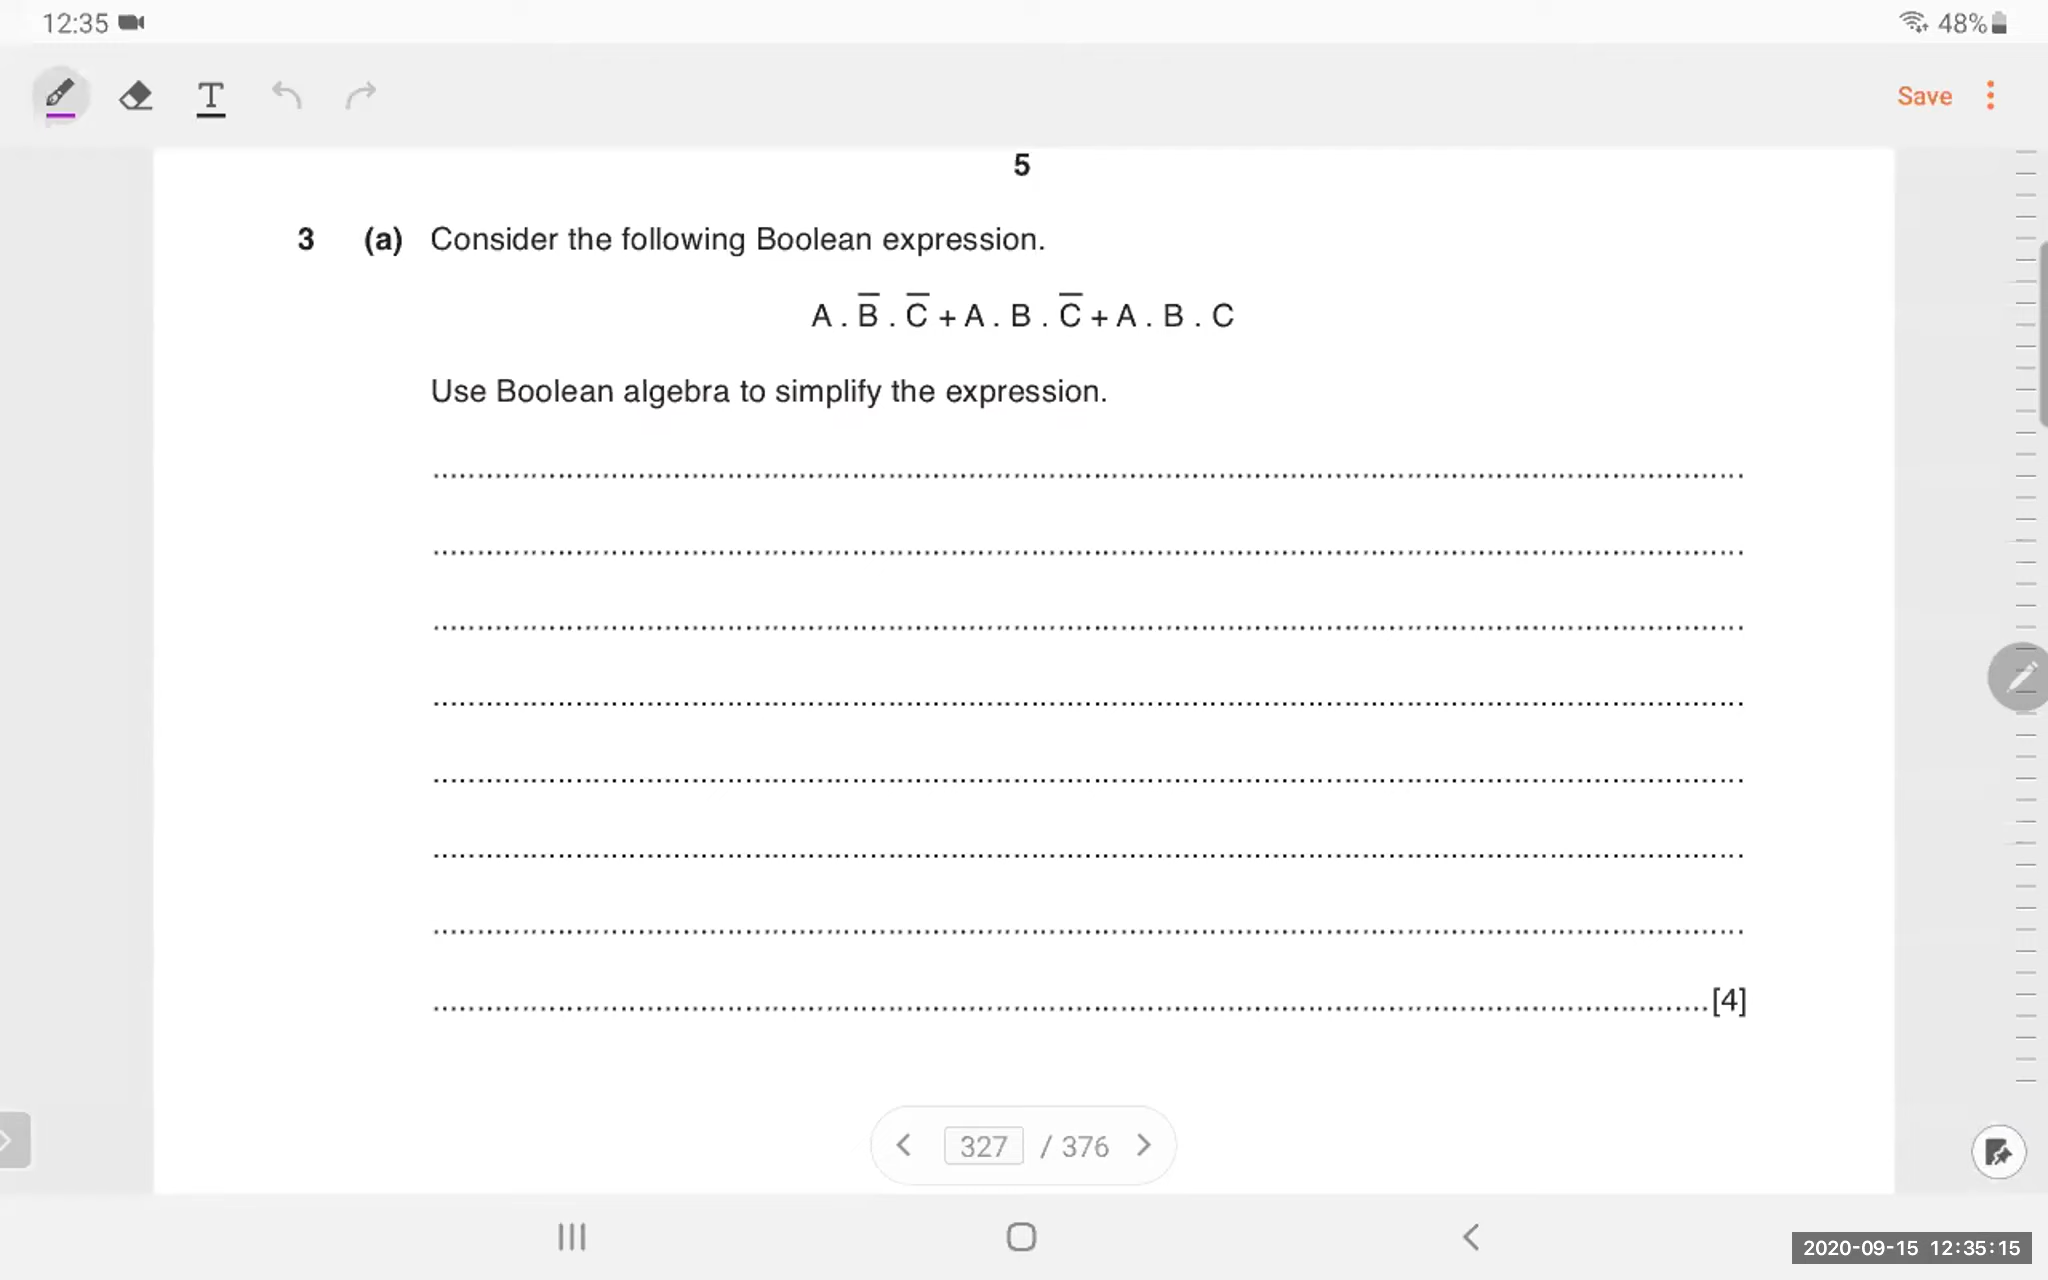 12:35 48%
T Save
5
3 (a) Consider the following Boolean expression.
A . B̅ . C̅ + A . B . C̅ + A . B . C
Use Boolean algebra to simplify the expression.
[4]
327 / 376
2020-09-15 12:35:15